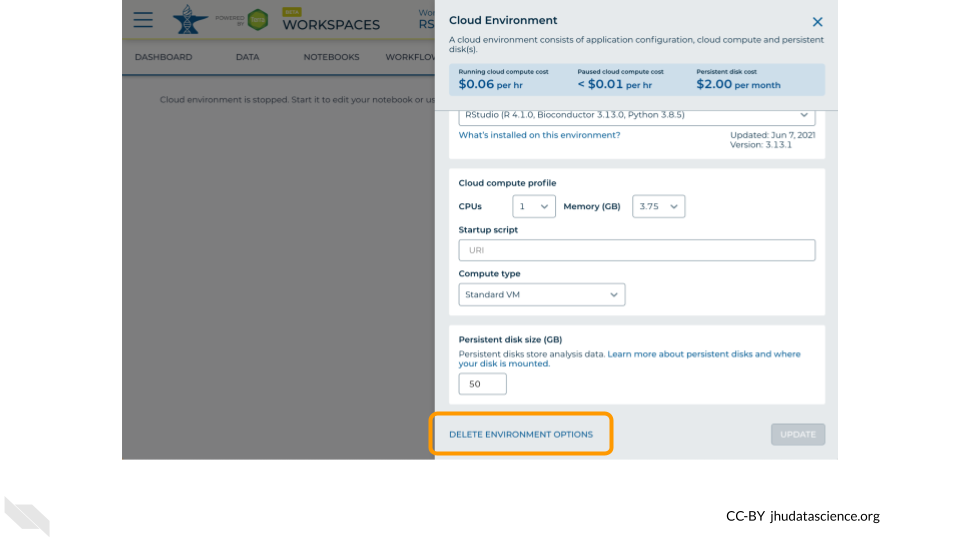 POWERED BY
Terra
BETA
WORKSPACES
Wo
RS
DASHBOARD
DATA
NOTEBOOKS
WORKFLOW
Cloud environment is stopped. Start it to edit your notebook or us
Cloud Environment
A cloud environment consists of application configuration, cloud compute and persistent
disk(s).
Running cloud compute cost
Paused cloud compute cost
Persistent disk cost
$0.06 per hr
< $0.01 per hr
$2.00 per month
RStudio (R 4.1.0, Bioconductor 3.13.0, Python 3.8.5)
What's installed on this environment?
Updated: Jun 7, 2021
Version: 3.13.1
Cloud compute profile
CPUs 1 Memory (GB) 3.75
Startup script
URI
Compute type
Standard VM
Persistent disk size (GB)
Persistent disks store analysis data. Learn more about persistent disks and where
your disk is mounted.
50
DELETE ENVIRONMENT OPTIONS
UPDATE
CC-BY jhudatascience.org